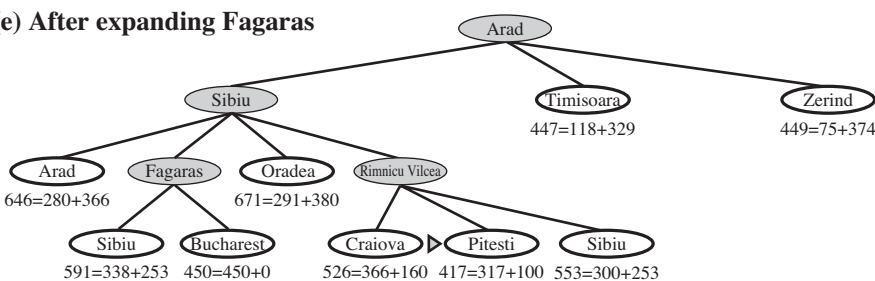 e) After expanding Fagaras
Arad
Sibiu Timisoara Zerind
447=118+329 449=75+374
Arad Fagaras Oradea Rimnicu Vilcea
646=280+366 671=291+380
Sibiu Bucharest Craiova Pitesti Sibiu
591=338+253 450=450+0 526=366+160 417=317+100 553=300+253